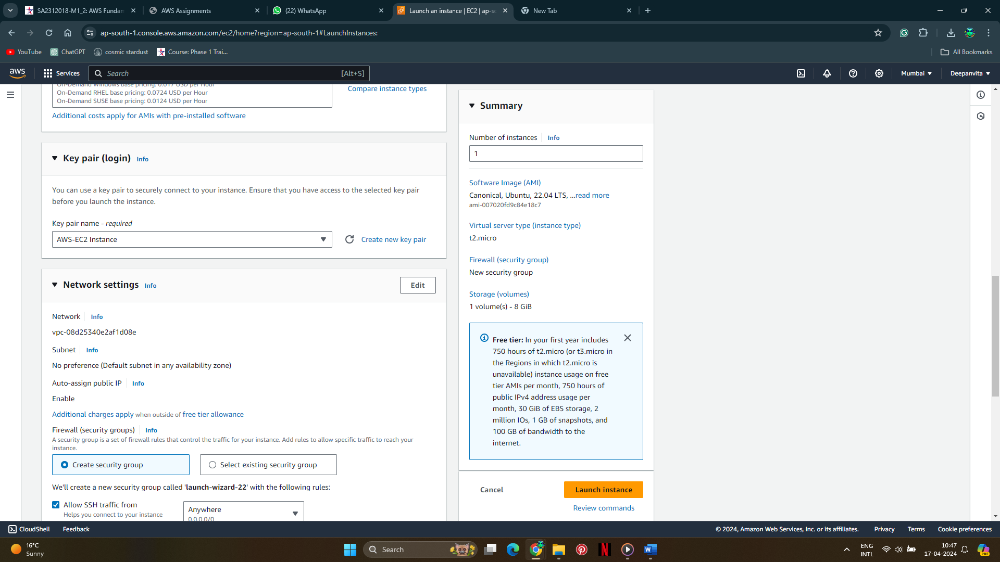 SA2312018-M1_2: AWS Fundam
AWS Assignments
(22) WhatsApp
Launch an instance | EC2 | ap-so
New Tab
ap-south-1.console.aws.amazon.com/ec2/home?region=ap-south-1#LaunchInstances:
YouTube
ChatGPT
cosmic stardust
Course: Phase 1 Trai...
All Bookmarks
aws
Services
Search
[Alt+S]
Mumbai
Deepanvita
On-Demand Windows base pricing: 0.017 USD per Hour
On-Demand RHEL base pricing: 0.0724 USD per Hour
On-Demand SUSE base pricing: 0.0124 USD per Hour
Compare instance types
Additional costs apply for AMIs with pre-installed software
Key pair (login) Info
You can use a key pair to securely connect to your instance. Ensure that you have access to the selected key pair
before you launch the instance.
Key pair name - required
AWS-EC2 Instance
Create new key pair
Network settings Info
Edit
Network Info
vpc-08d25340e2af1d08e
Subnet Info
No preference (Default subnet in any availability zone)
Auto-assign public IP Info
Enable
Additional charges apply when outside of free tier allowance
Firewall (security groups) Info
A security group is a set of firewall rules that control the traffic for your instance. Add rules to allow specific traffic to reach your
instance.
Create security group
Select existing security group
We'll create a new security group called 'launch-wizard-22' with the following rules:
Allow SSH traffic from
Helps you connect to your instance
Anywhere
0.0.0.0/0
Summary
Number of instances Info
1
Software Image (AMI)
Canonical, Ubuntu, 22.04 LTS, ...read more
ami-007020fd9c84e18c7
Virtual server type (instance type)
t2.micro
Firewall (security group)
New security group
Storage (volumes)
1 volume(s) - 8 GiB
Free tier: In your first year includes
750 hours of t2.micro (or t3.micro in
the Regions in which t2.micro is
unavailable) instance usage on free
tier AMIs per month, 750 hours of
public IPv4 address usage per
month, 30 GiB of EBS storage, 2
million IOs, 1 GB of snapshots, and
100 GB of bandwidth to the
internet.
Cancel
Launch instance
Review commands
CloudShell
Feedback
© 2024, Amazon Web Services, Inc. or its affiliates.
Privacy
Terms
Cookie preferences
16°C
Sunny
Search
ENG
INTL
10:47
17-04-2024